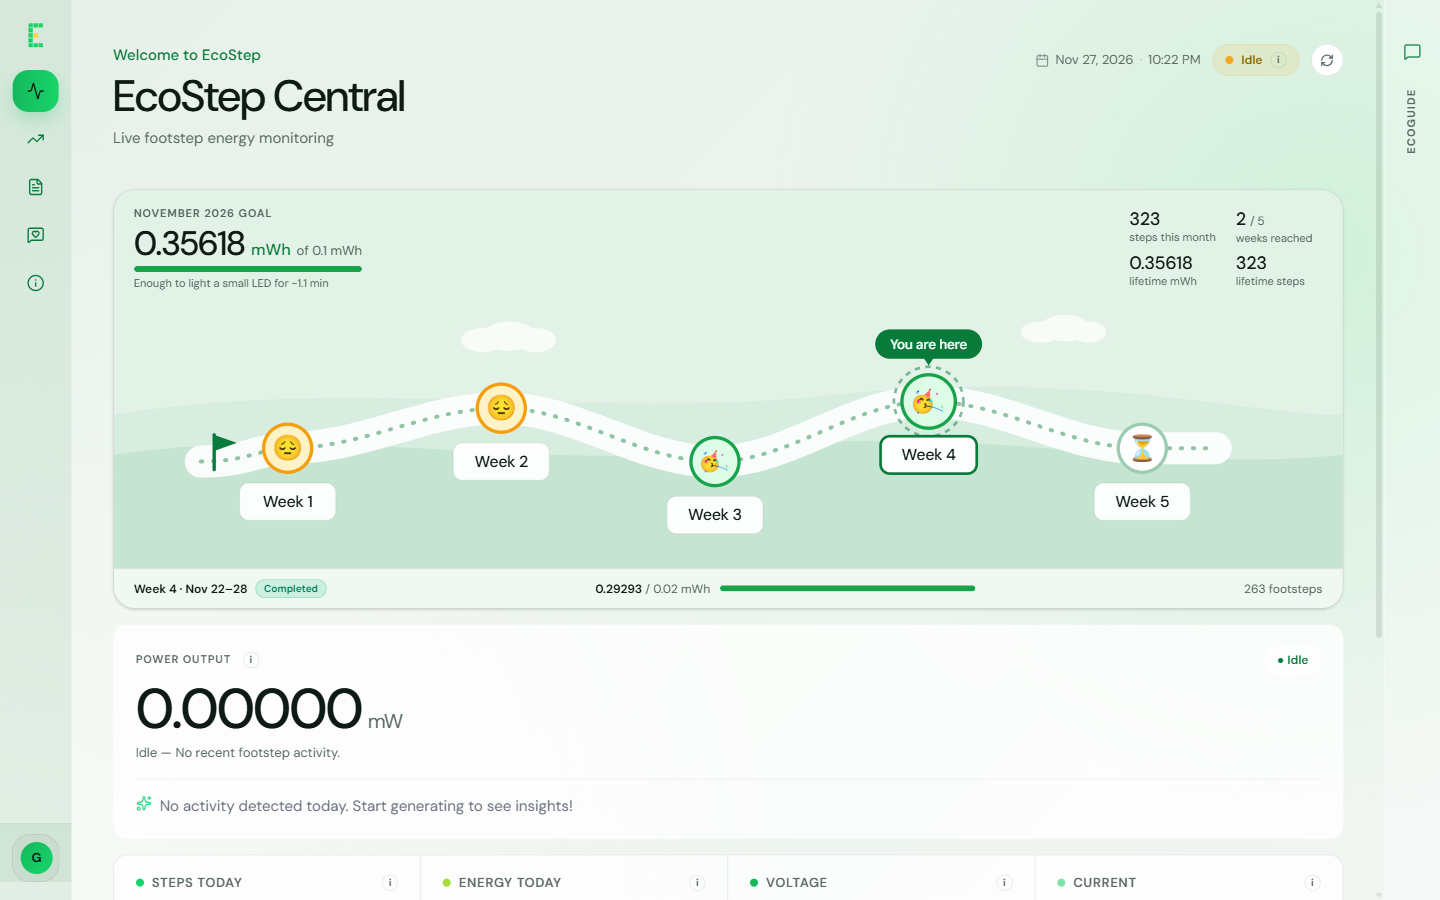 Welcome to EcoStep
EcoStep Central
Live footstep energy monitoring
Nov 27, 2026 · 10:22 PM
Idle
i
ECOGUIDE
NOVEMBER 2026 GOAL
0.35618 mWh of 0.1 mWh
Enough to light a small LED for ~1.1 min
323
steps this month
2 / 5
weeks reached
0.35618
lifetime mWh
323
lifetime steps
You are here
Week 1
Week 2
Week 3
Week 4
Week 5
Week 4 · Nov 22–28
Completed
0.29293 / 0.02 mWh
263 footsteps
POWER OUTPUT i
• Idle
0.00000 mW
Idle — No recent footstep activity.
No activity detected today. Start generating to see insights!
G
STEPS TODAY i
ENERGY TODAY i
VOLTAGE i
CURRENT i